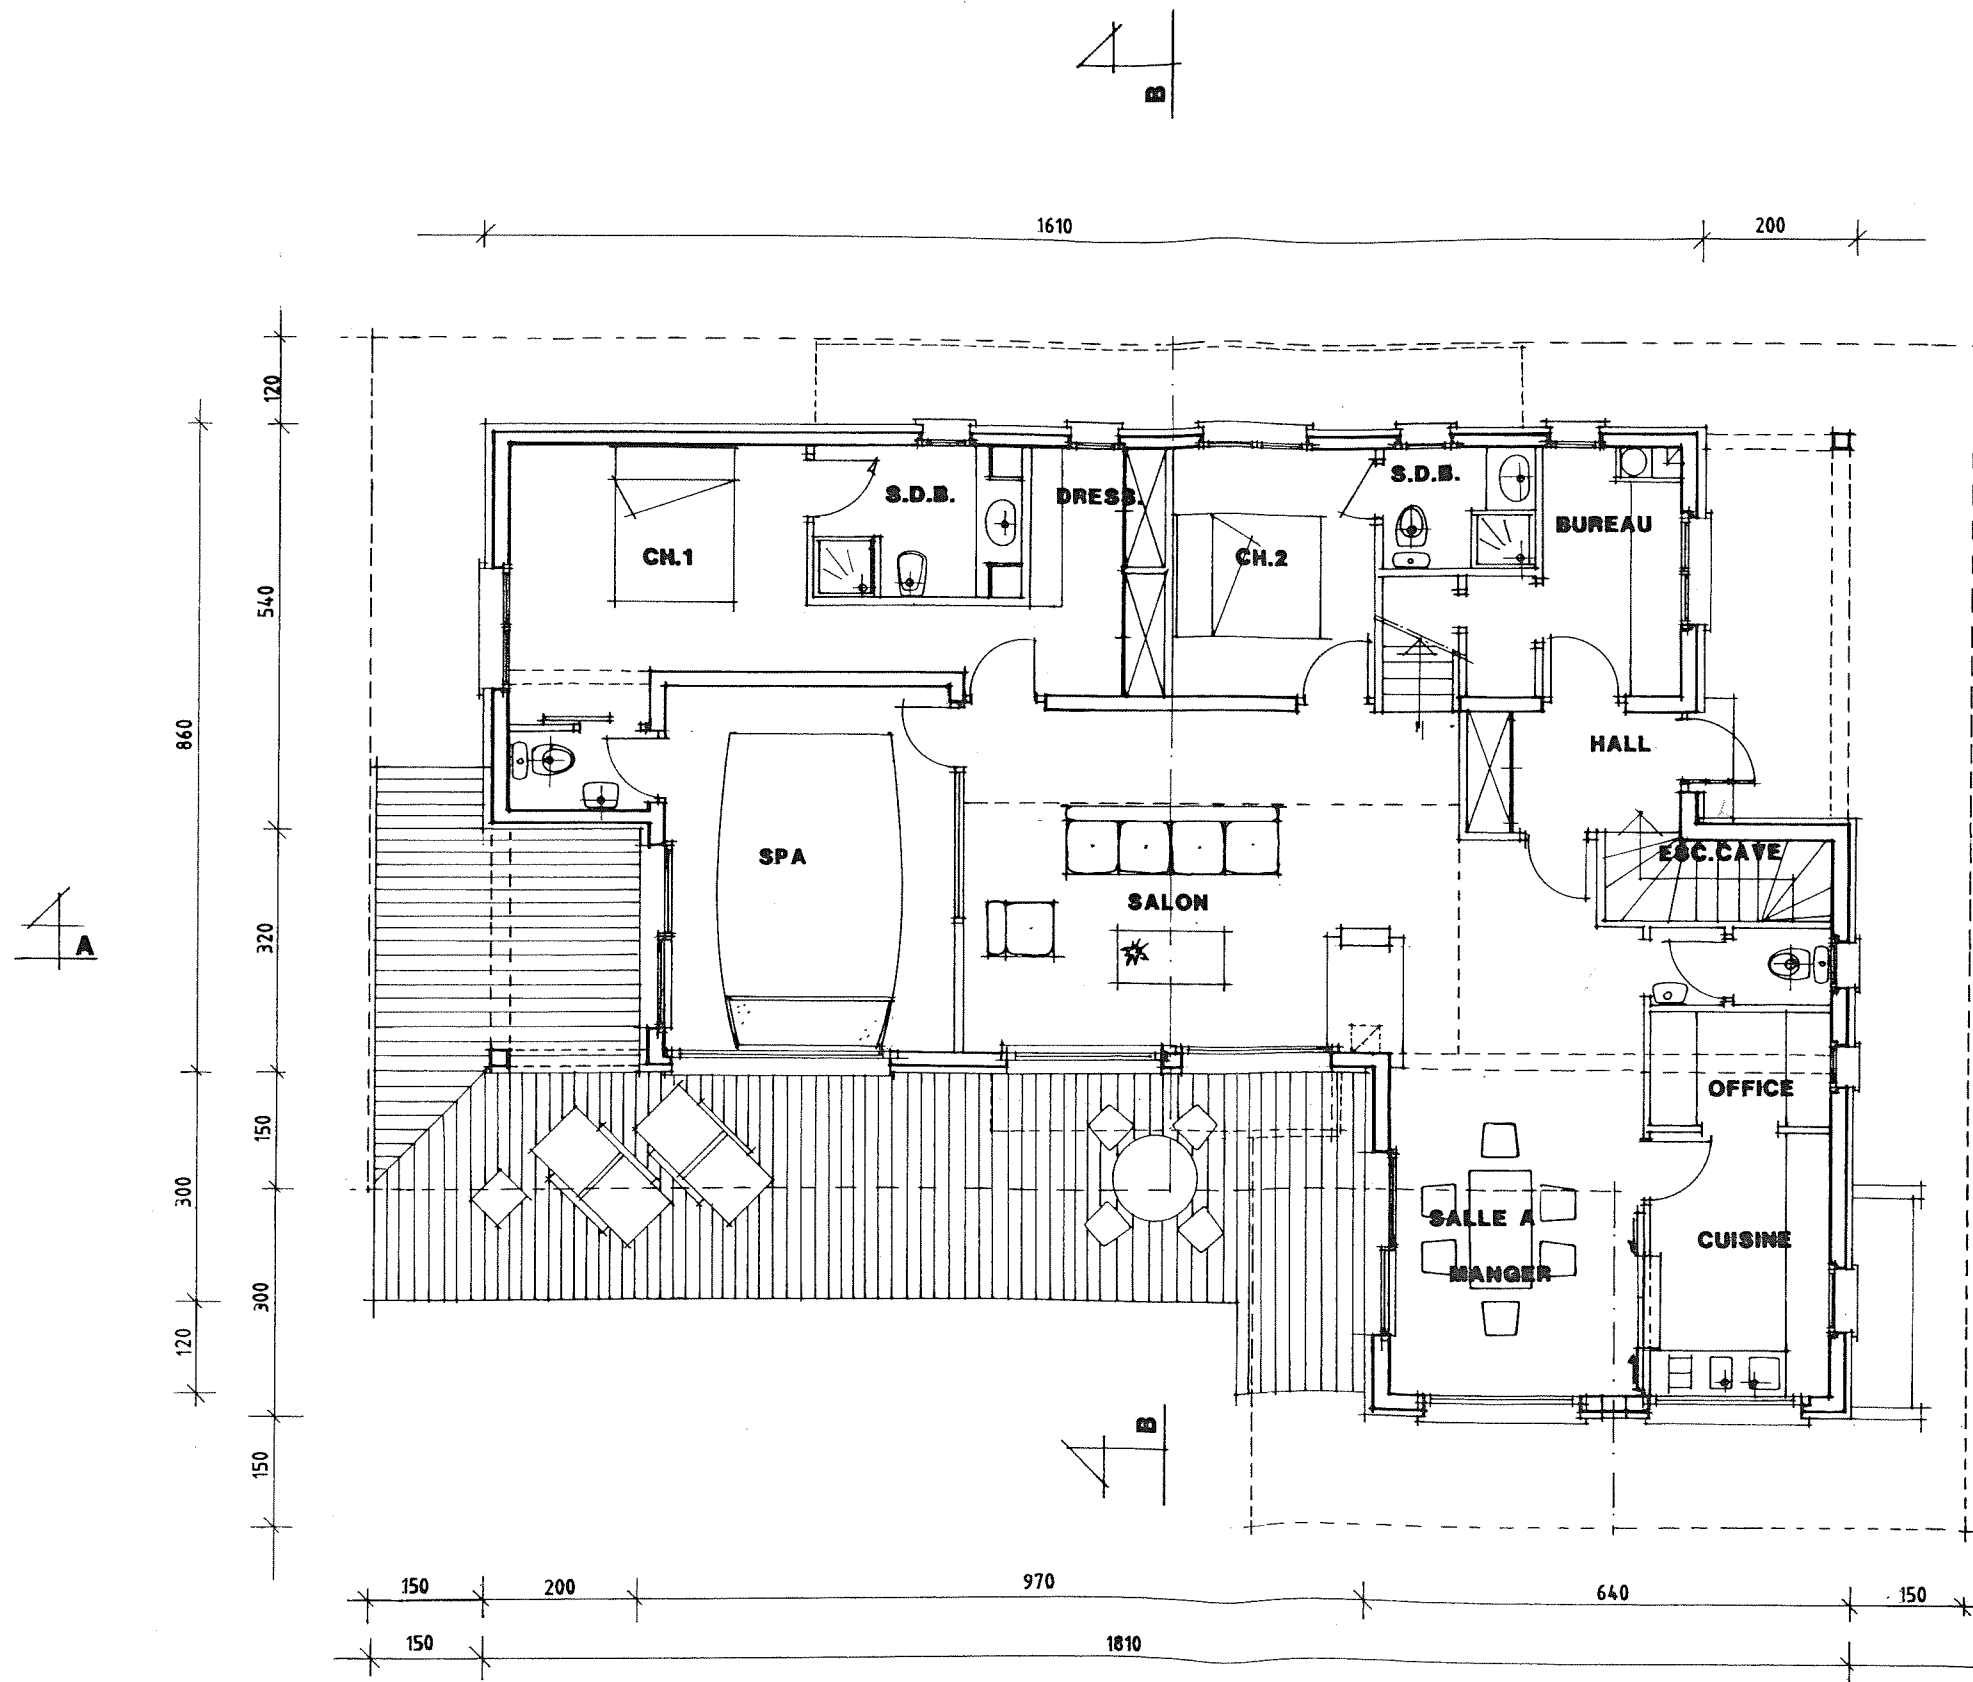 B
1610
200
120
S.D.B.
DRESS.
S.D.B.
BUREAU
CH.1
CH.2
540
860
HALL
SPA
ESC.CAVE
SALON
320
A
OFFICE
150
300
SALLE A
MANGER
CUISINE
300
120
B
150
150
200
970
640
150
150
1810